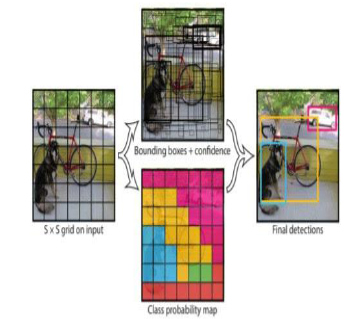 Bounding boxes + confidence
S × S grid on input
Final detections
Class probability map